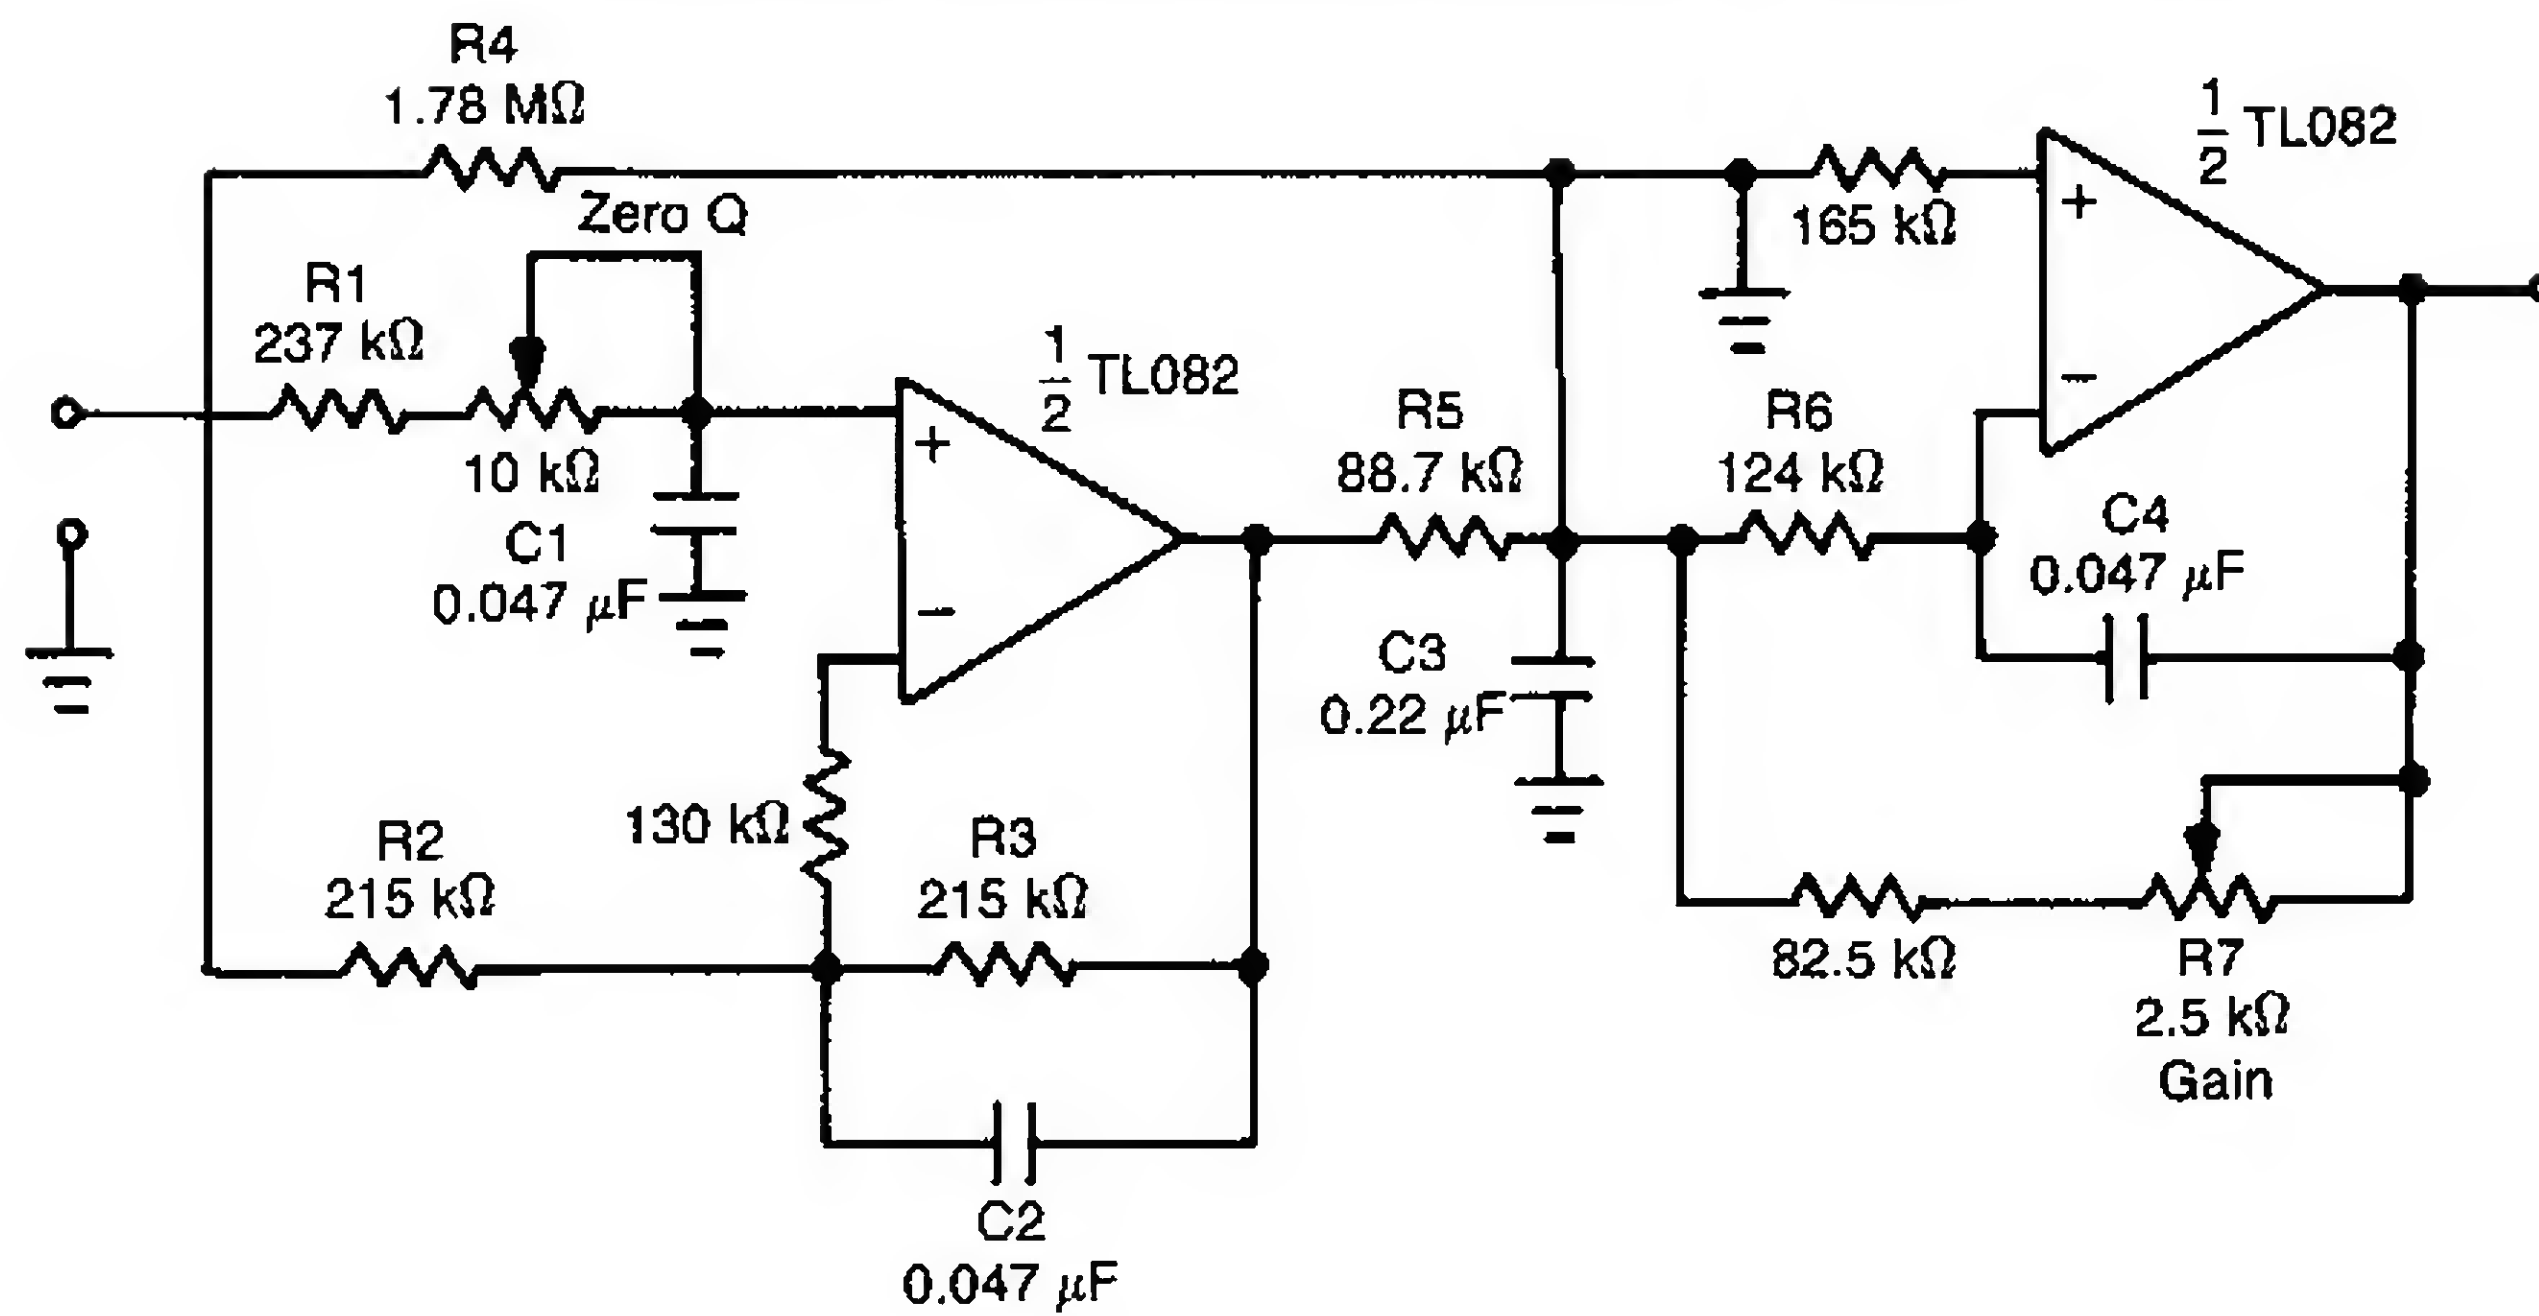 R4
1.78 MΩ
Zero Q
R1
237 kΩ
10 kΩ
C1
0.047 μF
+
−
1/2 TL082
130 kΩ
R2
215 kΩ
R3
215 kΩ
C2
0.047 μF
R5
88.7 kΩ
C3
0.22 μF
165 kΩ
+
−
1/2 TL082
R6
124 kΩ
C4
0.047 μF
82.5 kΩ
R7
2.5 kΩ
Gain